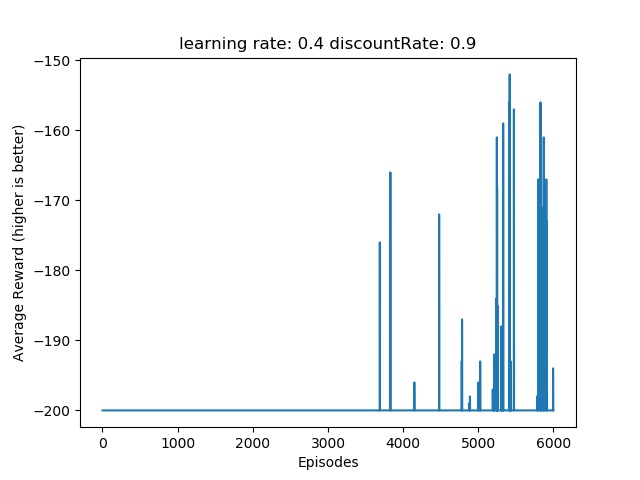 learning rate: 0.4 discountRate: 0.9
−150
−160
−170
−180
−190
−200
Average Reward (higher is better)
0 1000 2000 3000 4000 5000 6000
Episodes